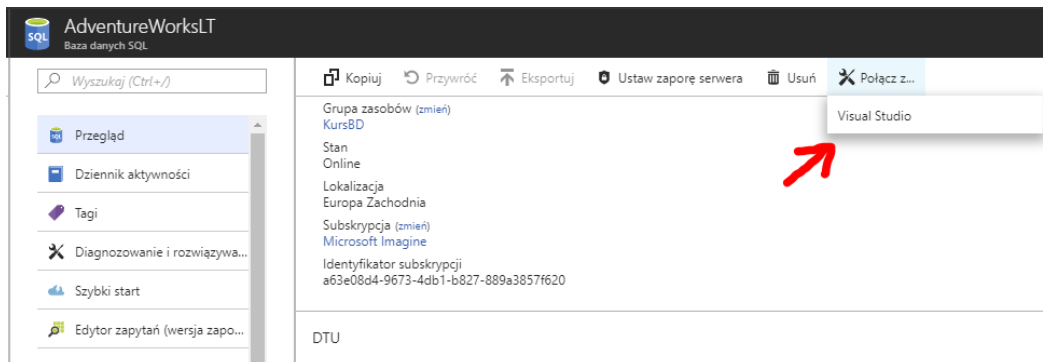 SQL
AdventureWorksLT
Baza danych SQL
Wyszukaj (Ctrl+/)
Przegląd
Dziennik aktywności
Tagi
Diagnozowanie i rozwiązywa...
Szybki start
Edytor zapytań (wersja zapo...
Kopiuj Przywróć Eksportuj Ustaw zaporę serwera Usuń Połącz z...
Visual Studio
Grupa zasobów (zmień)
KursBD
Stan
Online
Lokalizacja
Europa Zachodnia
Subskrypcja (zmień)
Microsoft Imagine
Identyfikator subskrypcji
a63e08d4-9673-4db1-b827-889a3857f620
DTU